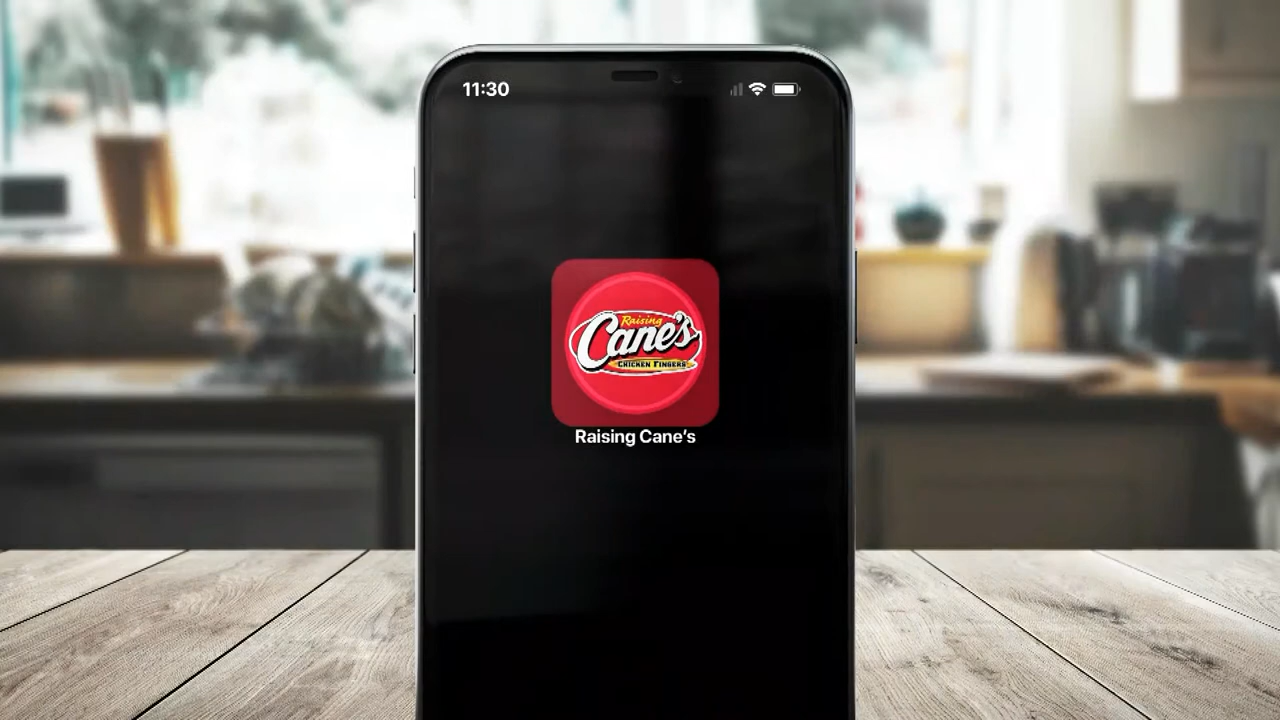 11:30
Raising
Cane's
CHICKEN FINGERS
Raising Cane's